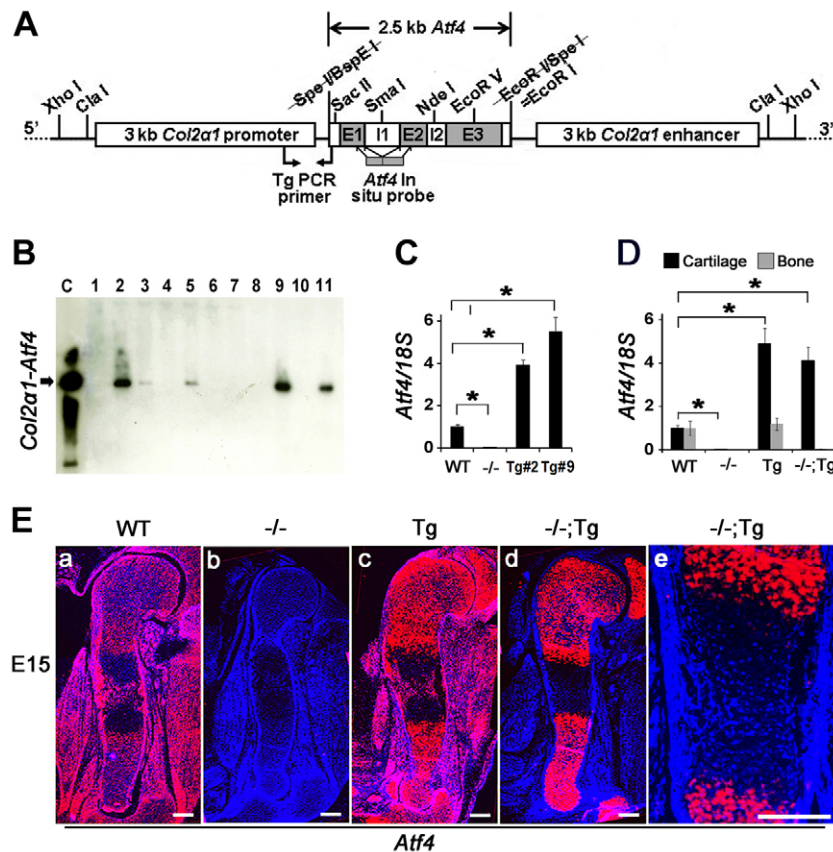 A
2.5 kb Atf4
Xho I
Cla I
Spe I/BspE I
Sac II
Sma I
Nde I
EcoR V
EcoR I/Spe I
=EcoR I
Cla I
Xho I
5’ 3 kb Col2α1 promoter E1 I1 E2 I2 E3 3 kb Col2α1 enhancer 3’
Tg PCR
primer
Atf4 In
situ probe
B
C 1 2 3 4 5 6 7 8 9 10 11
Col2α1-Atf4
C
Atf4/18S
6
4
2
0
* * *
WT -/- Tg#2 Tg#9
D
Cartilage Bone
Atf4/18S
6
4
2
0
* * *
WT -/- Tg -/-;Tg
E
WT -/- Tg -/-;Tg -/-;Tg
a b c d e
E15
Atf4